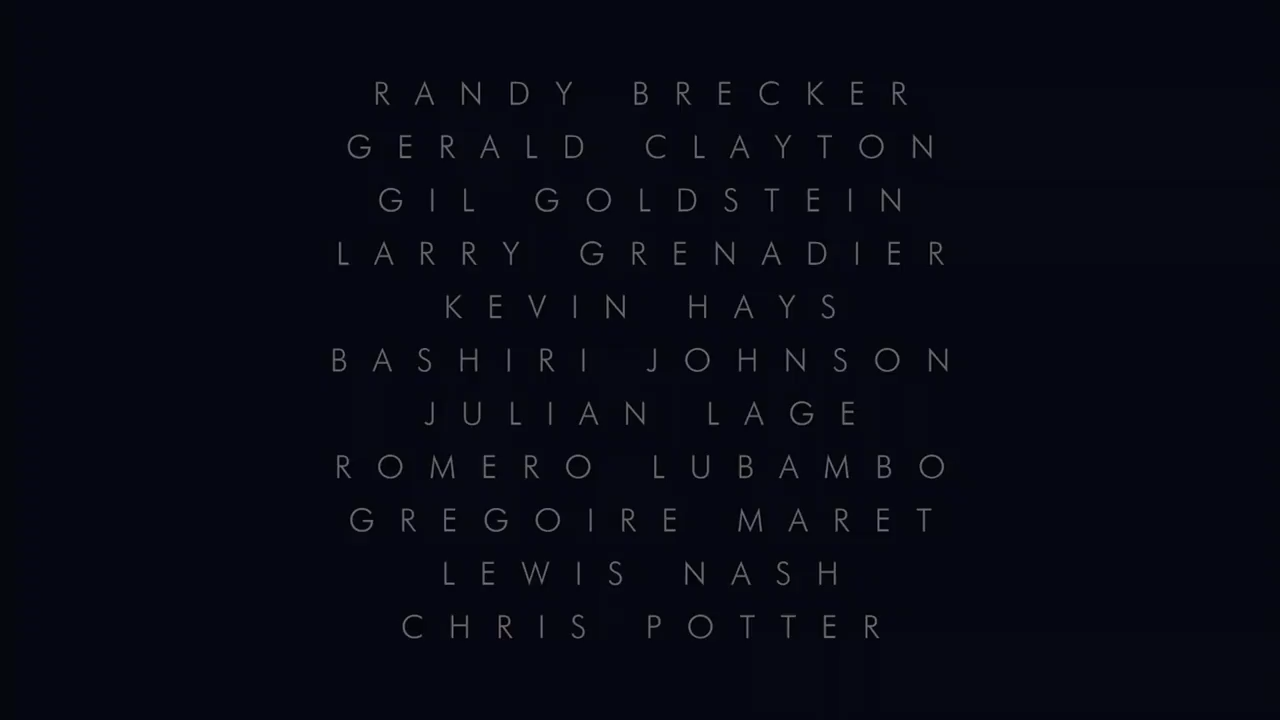 RANDY BRECKER
GERALD CLAYTON
GIL GOLDSTEIN
LARRY GRENADIER
KEVIN HAYS
BASHIRI JOHNSON
JULIAN LAGE
ROMERO LUBAMBO
GREGOIRE MARET
LEWIS NASH
CHRIS POTTER